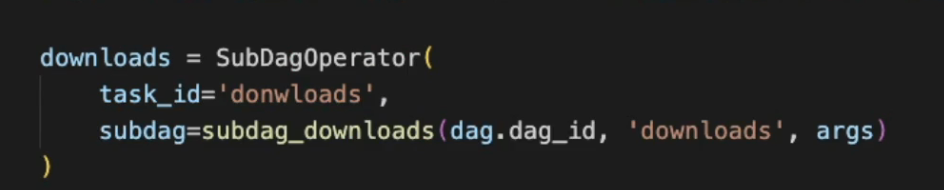 downloads = SubDagOperator(
    task_id='donwloads',
    subdag=subdag_downloads(dag.dag_id, 'downloads', args)
)